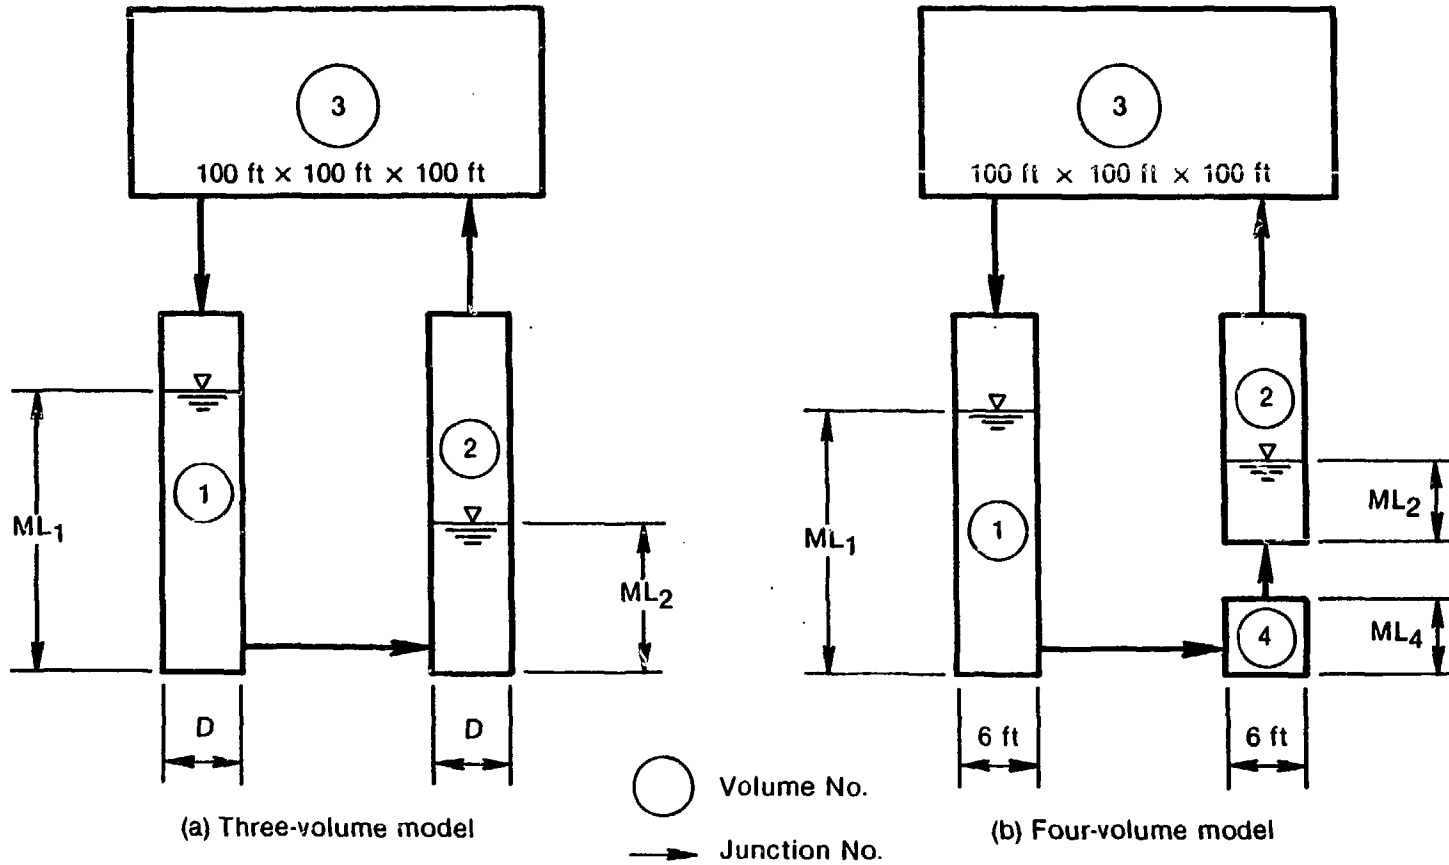 3
100 ft × 100 ft × 100 ft
1
2
ML1
ML2
D
D
(a) Three-volume model
3
100 ft × 100 ft × 100 ft
1
2
4
ML1
ML2
ML4
6 ft
6 ft
(b) Four-volume model
Volume No.
Junction No.